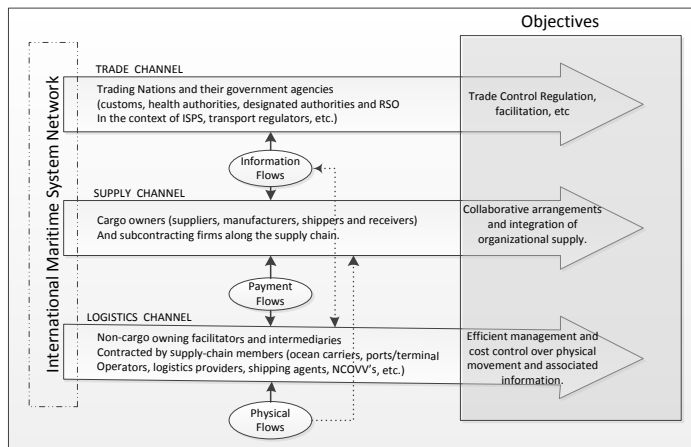 Objectives
International Maritime System Network
TRADE CHANNEL
Trading Nations and their government agencies
(customs, health authorities, designated authorities and RSO
In the context of ISPS, transport regulators, etc.)
Trade Control Regulation,
facilitation, etc
Information
Flows
SUPPLY CHANNEL
Cargo owners (suppliers, manufacturers, shippers and receivers)
And subcontracting firms along the supply chain.
Collaborative arrangements
and integration of
organizational supply.
Payment
Flows
LOGISTICS CHANNEL
Non-cargo owning facilitators and intermediaries
Contracted by supply-chain members (ocean carriers, ports/terminal
Operators, logistics providers, shipping agents, NCOVV's, etc.)
Efficient management and
cost control over physical
movement and associated
information.
Physical
Flows